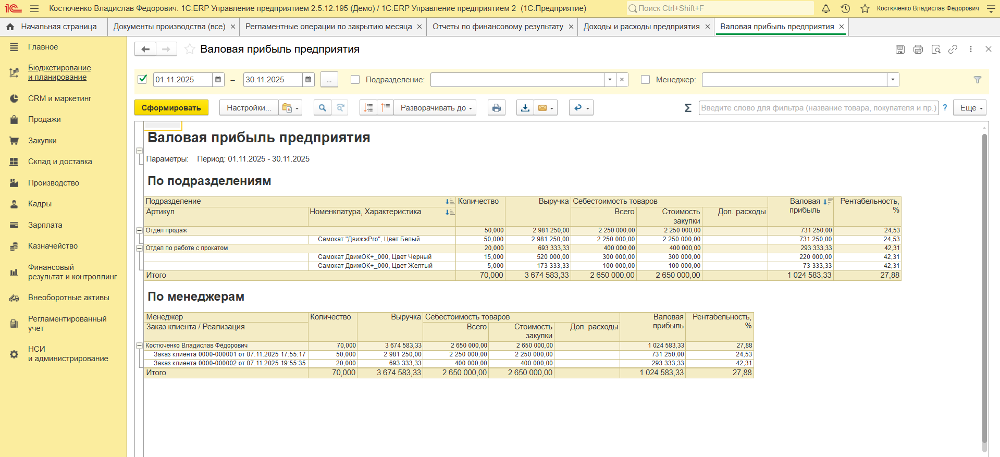 1С Костюченко Владислав Фёдорович. 1С:ERP Управление предприятием 2.5.12.195 (Демо) / 1С:ERP Управление предприятием 2 (1С:Предприятие) Поиск Ctrl+Shift+F Костюченко Владислав Фёдорович
Начальная страница Документы производства (все) × Регламентные операции по закрытию месяца × Отчеты по финансовому результату × Доходы и расходы предприятия × Валовая прибыль предприятия ×
Главное
Бюджетирование
и планирование
CRM и маркетинг
Продажи
Закупки
Склад и доставка
Производство
Кадры
Зарплата
Казначейство
Финансовый
результат и контроллинг
Внеоборотные активы
Регламентированный
учет
НСИ
и администрирование
Валовая прибыль предприятия
01.11.2025 – 30.11.2025 ... Подразделение: × Менеджер:
Сформировать Настройки... Разворачивать до Σ Введите слово для фильтра (название товара, покупателя и пр.) ? Еще
Валовая прибыль предприятия
Параметры: Период: 01.11.2025 - 30.11.2025
По подразделениям
Подразделение Количество Выручка Себестоимость товаров Валовая прибыль Рентабельность, %
Артикул Номенклатура, Характеристика Всего Стоимость закупки Доп. расходы
Отдел продаж 50,000 2 981 250,00 2 250 000,00 2 250 000,00 731 250,00 24,53
Самокат "ДвижжPro", Цвет Белый 50,000 2 981 250,00 2 250 000,00 2 250 000,00 731 250,00 24,53
Отдел по работе с прокатом 20,000 693 333,33 400 000,00 400 000,00 293 333,33 42,31
Самокат ДвижОК+_000, Цвет Черный 15,000 520 000,00 300 000,00 300 000,00 220 000,00 42,31
Самокат ДвижОК+_000, Цвет Желтый 5,000 173 333,33 100 000,00 100 000,00 73 333,33 42,31
Итого 70,000 3 674 583,33 2 650 000,00 2 650 000,00 1 024 583,33 27,88
По менеджерам
Менеджер Количество Выручка Себестоимость товаров Валовая прибыль Рентабельность, %
Заказ клиента / Реализация Всего Стоимость закупки Доп. расходы
Костюченко Владислав Фёдорович 70,000 3 674 583,33 2 650 000,00 2 650 000,00 1 024 583,33 27,88
Заказ клиента 0000-000001 от 07.11.2025 17:55:17 50,000 2 981 250,00 2 250 000,00 2 250 000,00 731 250,00 24,53
Заказ клиента 0000-000002 от 07.11.2025 19:55:35 20,000 693 333,33 400 000,00 400 000,00 293 333,33 42,31
Итого 70,000 3 674 583,33 2 650 000,00 2 650 000,00 1 024 583,33 27,88